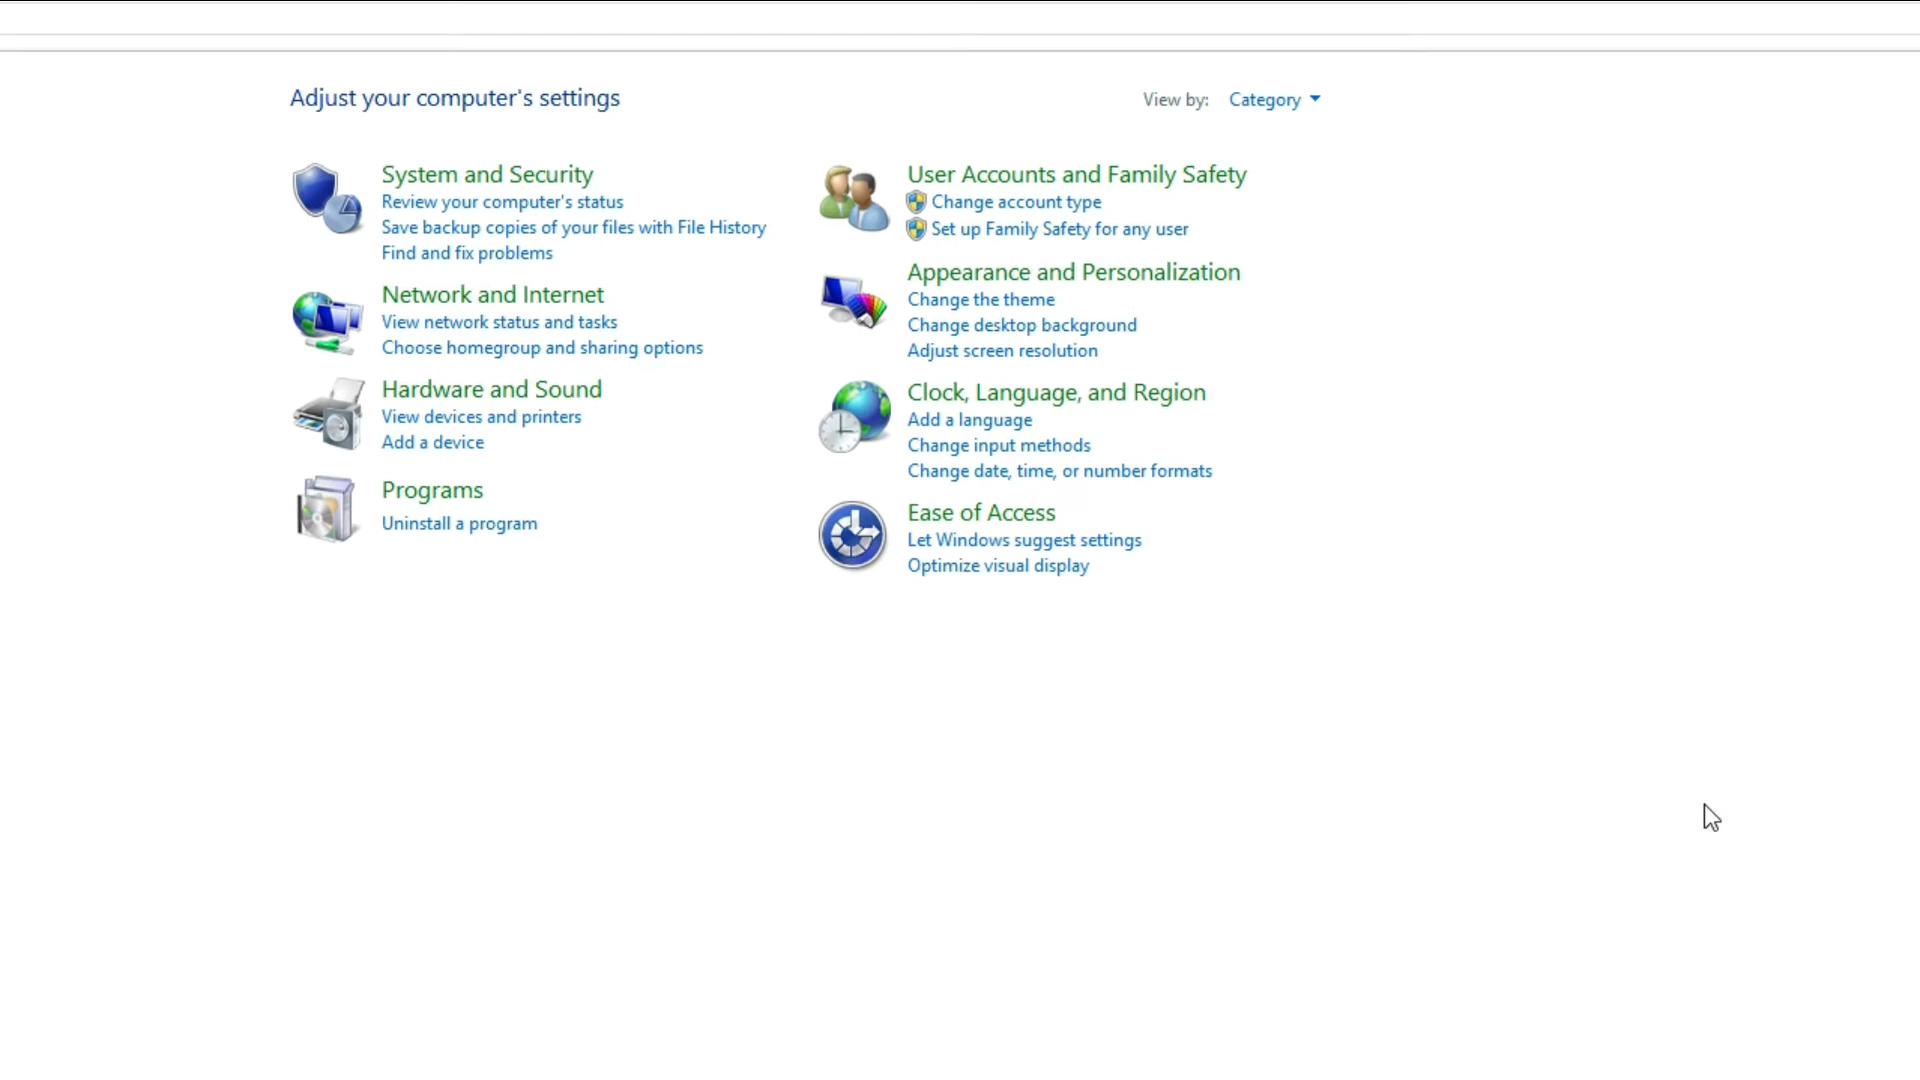 Adjust your computer's settings
View by: Category
System and Security
Review your computer's status
Save backup copies of your files with File History
Find and fix problems
Network and Internet
View network status and tasks
Choose homegroup and sharing options
Hardware and Sound
View devices and printers
Add a device
Programs
Uninstall a program
User Accounts and Family Safety
Change account type
Set up Family Safety for any user
Appearance and Personalization
Change the theme
Change desktop background
Adjust screen resolution
Clock, Language, and Region
Add a language
Change input methods
Change date, time, or number formats
Ease of Access
Let Windows suggest settings
Optimize visual display